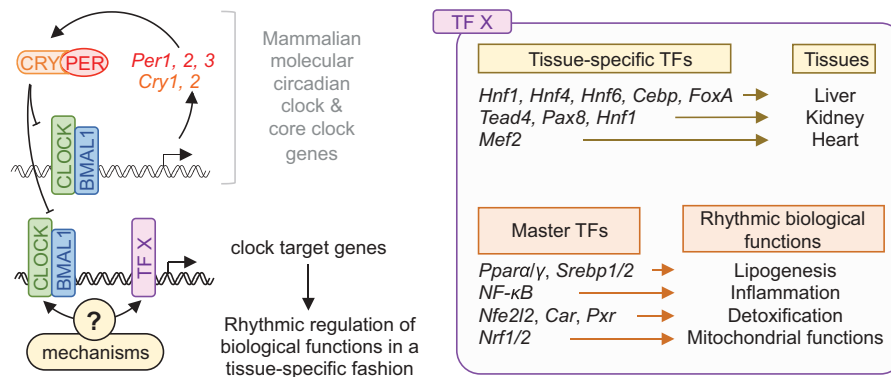 CRY PER
Per1, 2, 3
Cry1, 2
CLOCK
BMAL1
Mammalian
molecular
circadian
clock &
core clock
genes
CLOCK
BMAL1
TF X
?
mechanisms
clock target genes
Rhythmic regulation of
biological functions in a
tissue-specific fashion
TF X
Tissue-specific TFs Tissues
Hnf1, Hnf4, Hnf6, Cebp, FoxA Liver
Tead4, Pax8, Hnf1 Kidney
Mef2 Heart
Master TFs
Rhythmic biological
functions
Pparα/γ, Srebp1/2 Lipogenesis
NF-κB Inflammation
Nfe2l2, Car, Pxr Detoxification
Nrf1/2 Mitochondrial functions